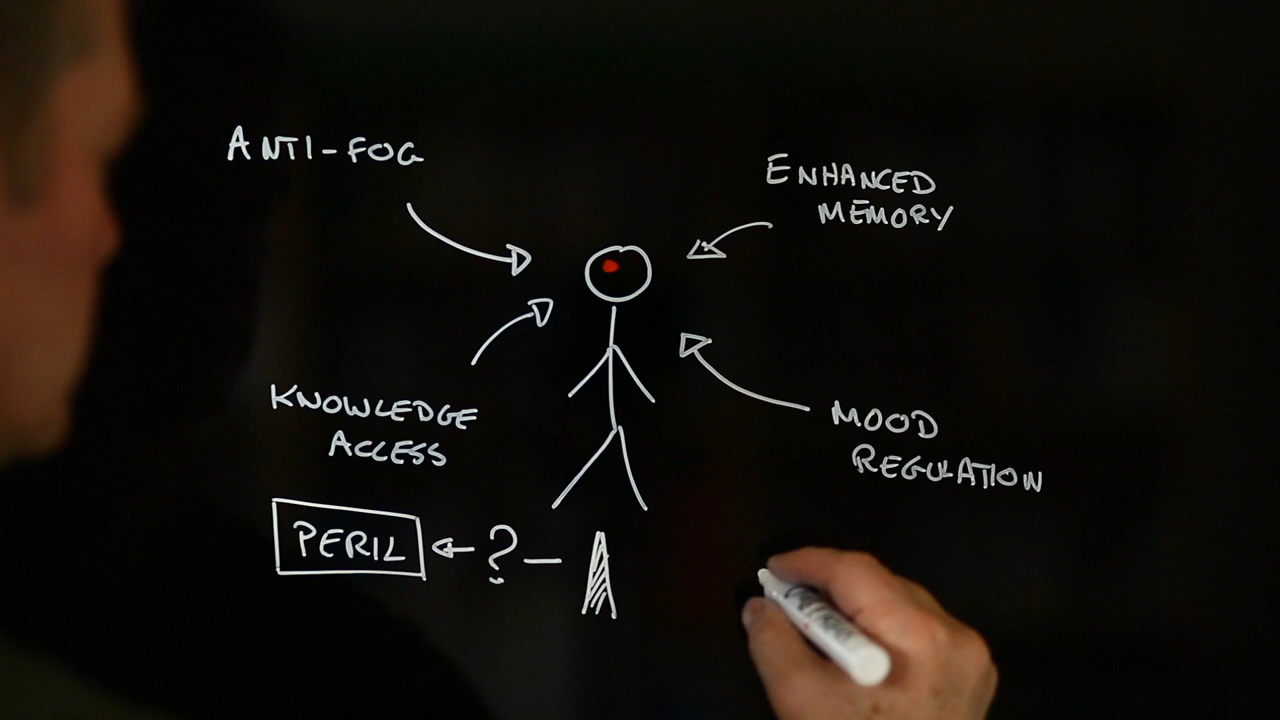 ANTI-FOG
ENHANCED
MEMORY
KNOWLEDGE
ACCESS
MOOD
REGULATION
PERIL
?